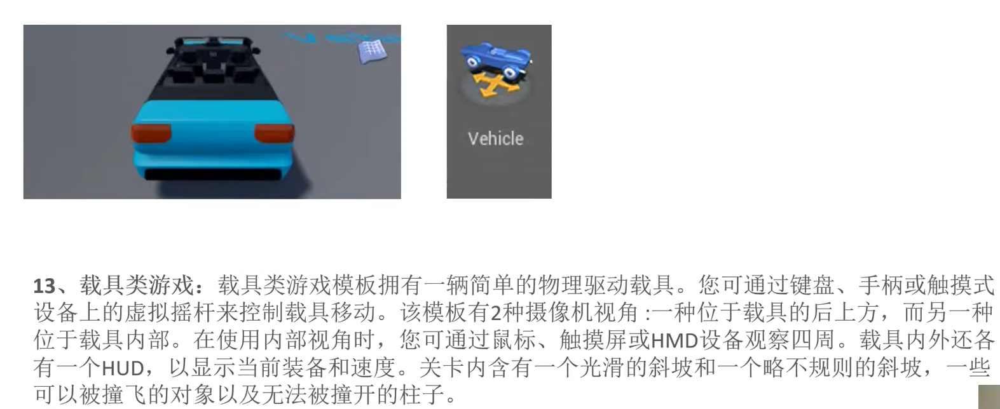 Vehicle
13、载具类游戏：载具类游戏模板拥有一辆简单的物理驱动载具。您可通过键盘、手柄或触摸式
设备上的虚拟摇杆来控制载具移动。该模板有2种摄像机视角 :一种位于载具的后上方，而另一种
位于载具内部。在使用内部视角时，您可通过鼠标、触摸屏或HMD设备观察四周。载具内外还各
有一个HUD，以显示当前装备和速度。关卡内含有一个光滑的斜坡和一个略不规则的斜坡，一些
可以被撞飞的对象以及无法被撞开的柱子。